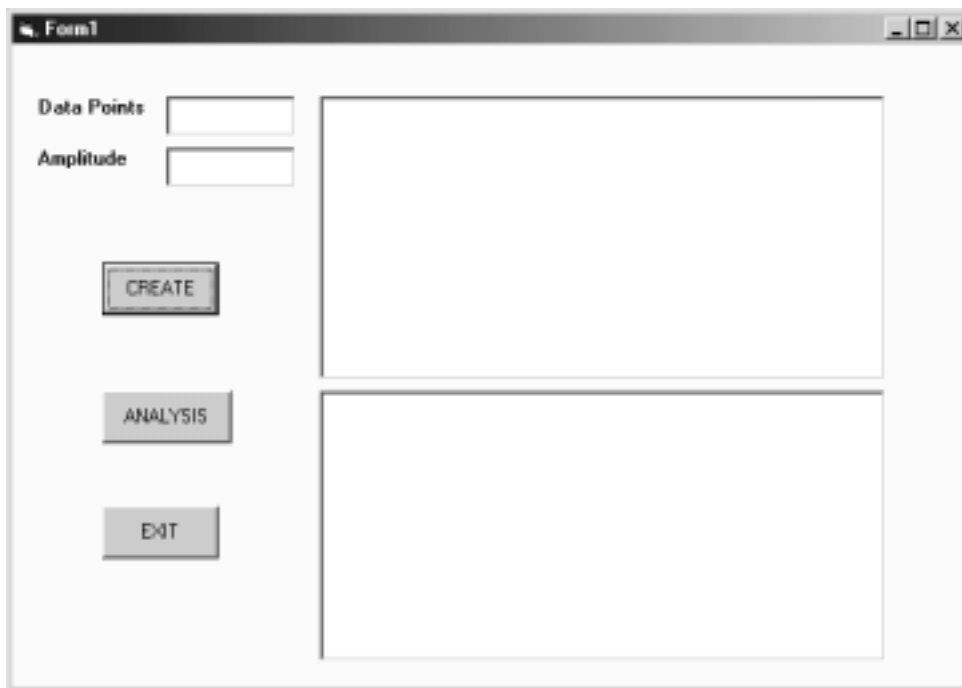 Form1
Data Points
Amplitude
CREATE
ANALYSIS
EXIT